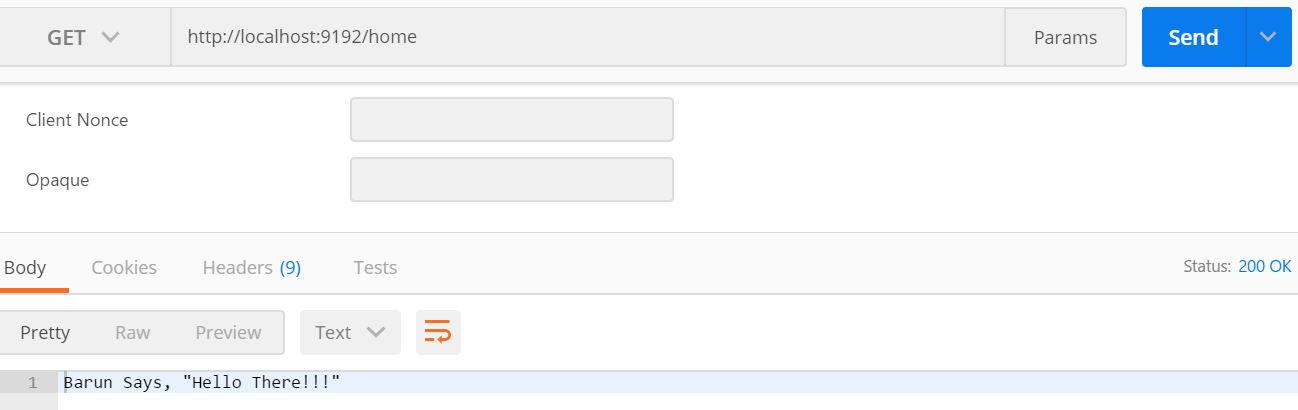 GET http://localhost:9192/home Params Send
Client Nonce
Opaque
Body Cookies Headers (9) Tests Status: 200 OK
Pretty Raw Preview Text
1 Barun Says, "Hello There!!!"